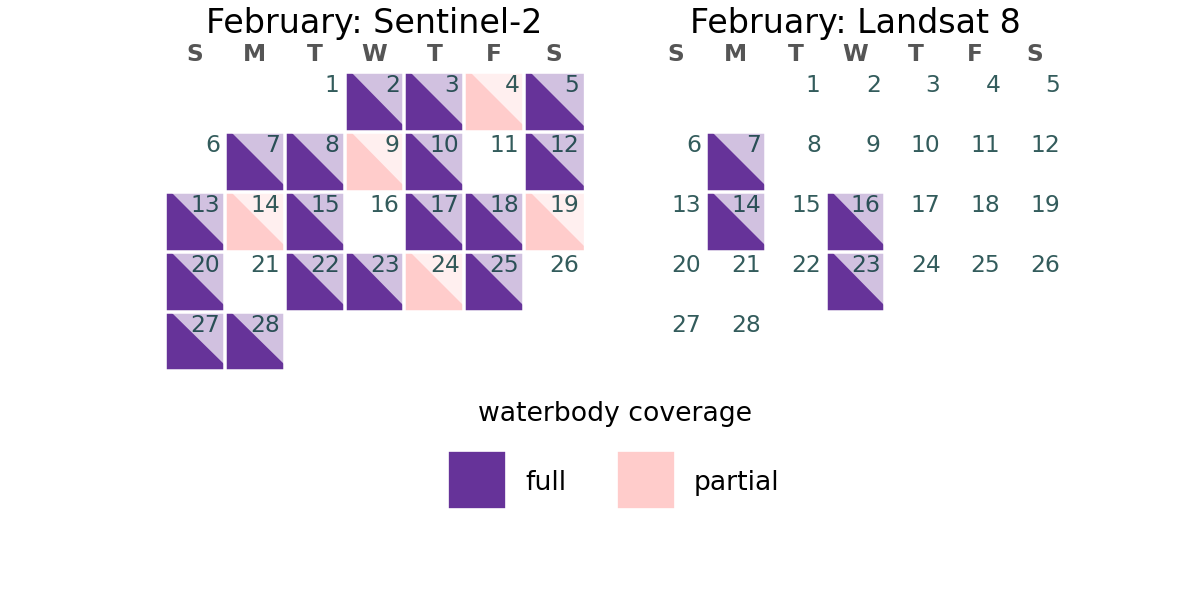 February: Sentinel-2
S M T W T F S
1 2 3 4 5
6 7 8 9 10 11 12
13 14 15 16 17 18 19
20 21 22 23 24 25 26
27 28
February: Landsat 8
S M T W T F S
1 2 3 4 5
6 7 8 9 10 11 12
13 14 15 16 17 18 19
20 21 22 23 24 25 26
27 28
waterbody coverage
full partial